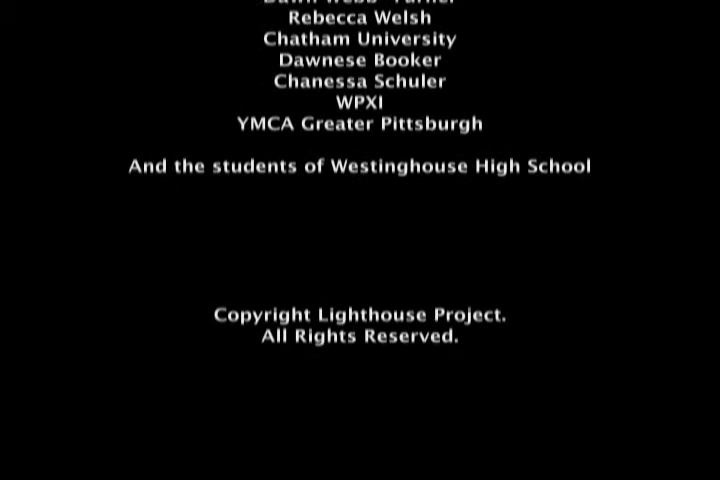 Rebecca Welsh
Chatham University
Dawnese Booker
Chanessa Schuler
WPXI
YMCA Greater Pittsburgh
And the students of Westinghouse High School
Copyright Lighthouse Project.
All Rights Reserved.